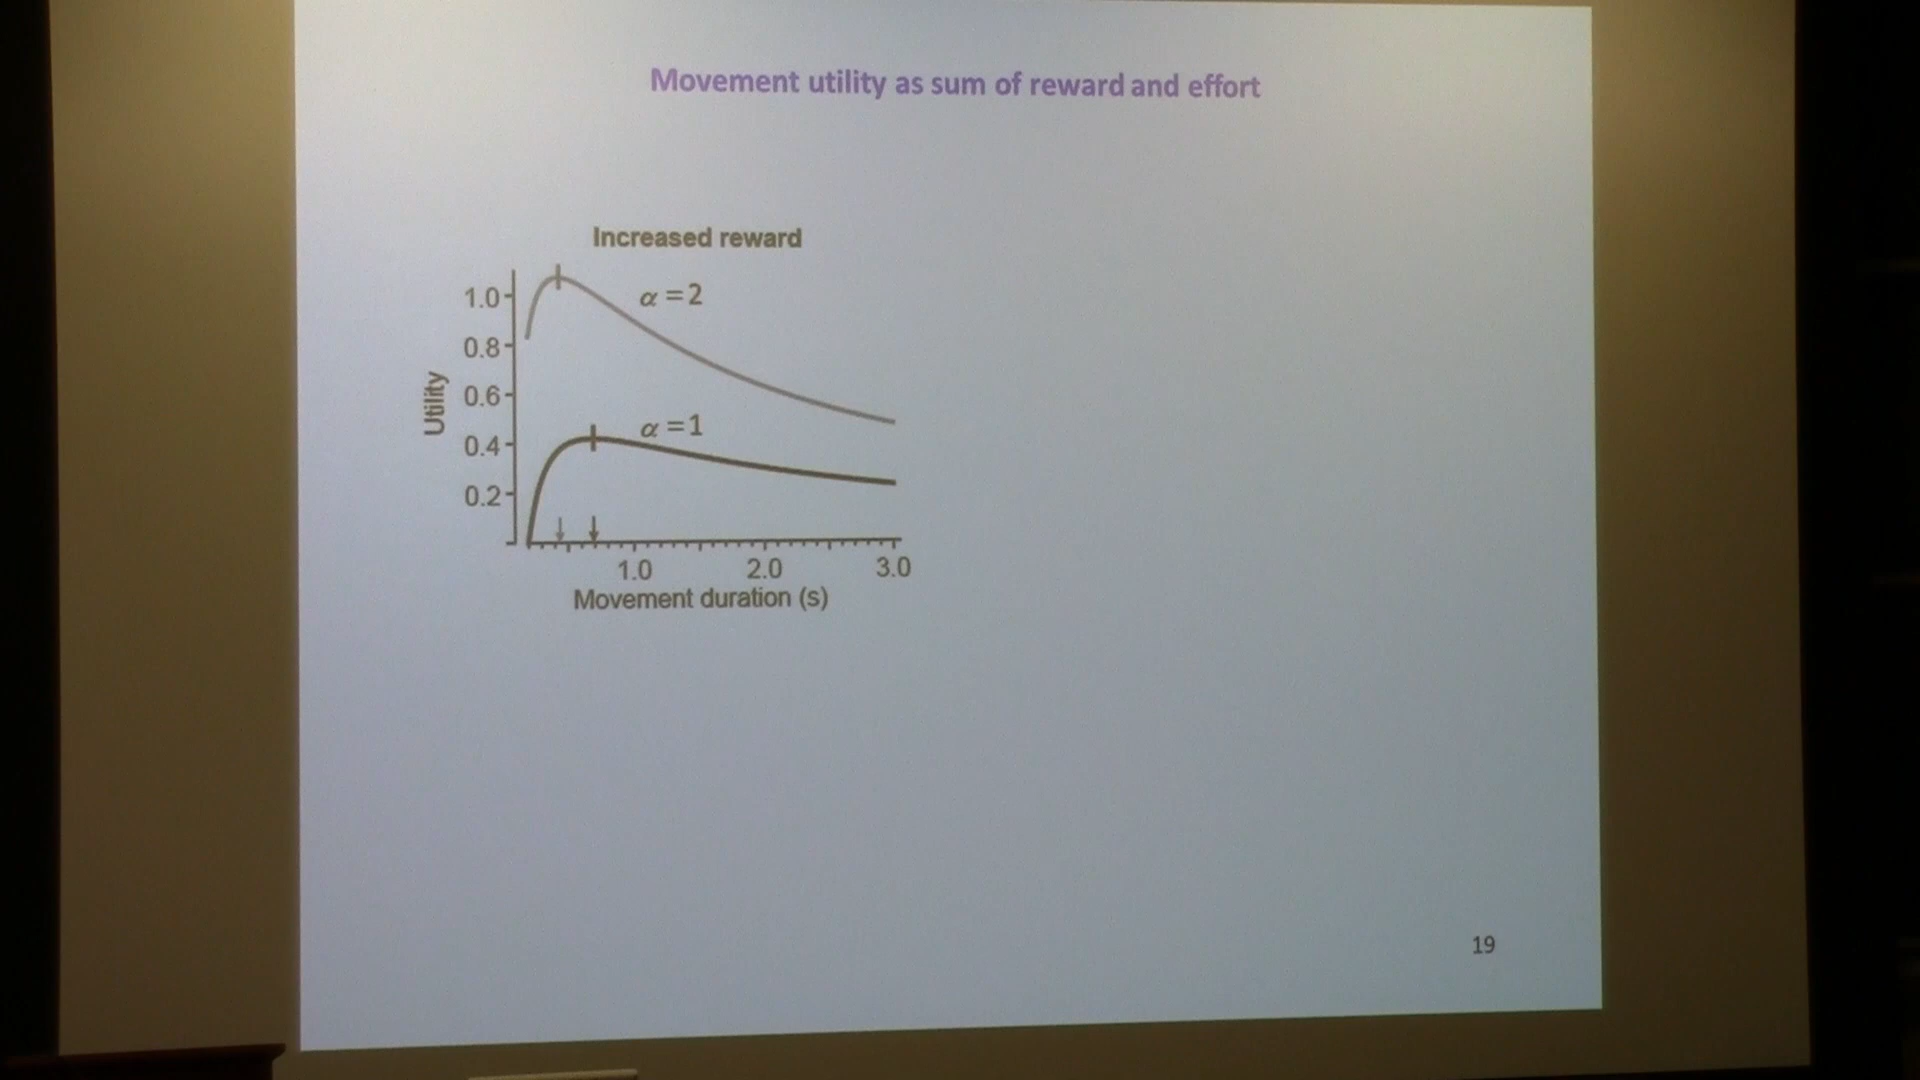 Movement utility as sum of reward and effort
Increased reward
α = 2
α = 1
Utility
1.0
0.8
0.6
0.4
0.2
1.0 2.0 3.0
Movement duration (s)
19